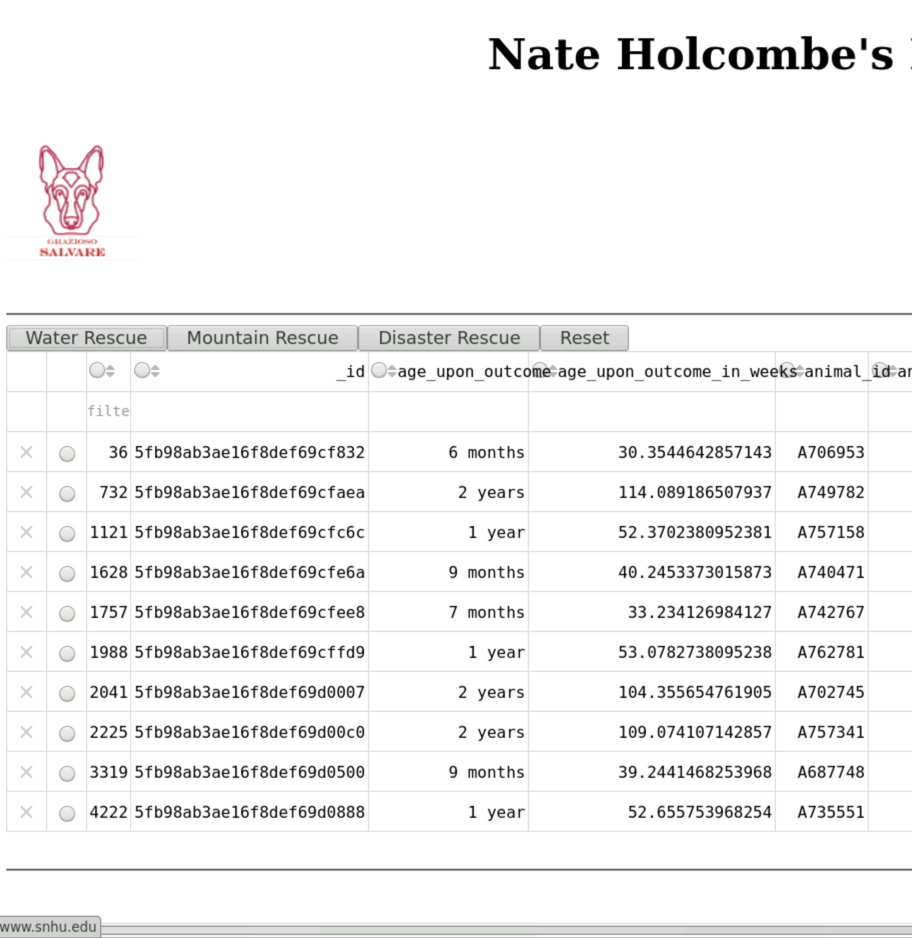 Nate Holcombe's
GRAZIOSO
SALVARE
Water Rescue Mountain Rescue Disaster Rescue Reset
_id age_upon_outcome age_upon_outcome_in_weeks animal_id an
filte
36 5fb98ab3ae16f8def69cf832 6 months 30.3544642857143 A706953
732 5fb98ab3ae16f8def69cfaea 2 years 114.089186507937 A749782
1121 5fb98ab3ae16f8def69cfc6c 1 year 52.3702380952381 A757158
1628 5fb98ab3ae16f8def69cfe6a 9 months 40.2453373015873 A740471
1757 5fb98ab3ae16f8def69cfee8 7 months 33.234126984127 A742767
1988 5fb98ab3ae16f8def69cffd9 1 year 53.0782738095238 A762781
2041 5fb98ab3ae16f8def69d0007 2 years 104.355654761905 A702745
2225 5fb98ab3ae16f8def69d00c0 2 years 109.074107142857 A757341
3319 5fb98ab3ae16f8def69d0500 9 months 39.2441468253968 A687748
4222 5fb98ab3ae16f8def69d0888 1 year 52.655753968254 A735551
www.snhu.edu